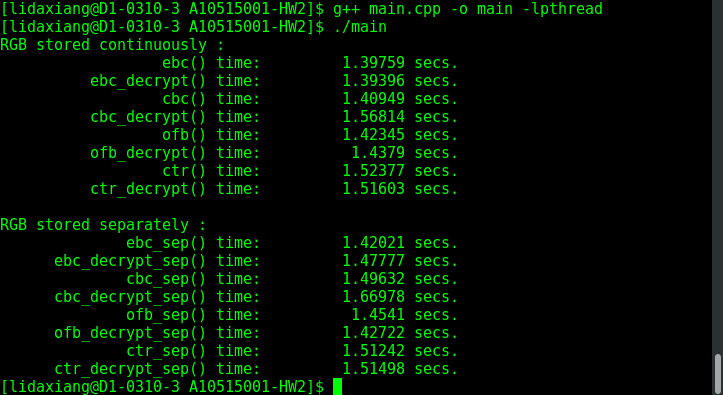 [lidaxiang@D1-0310-3 A10515001-HW2]$ g++ main.cpp -o main -lpthread
[lidaxiang@D1-0310-3 A10515001-HW2]$ ./main
RGB stored continuously :
ebc() time: 1.39759 secs.
ebc_decrypt() time: 1.39396 secs.
cbc() time: 1.40949 secs.
cbc_decrypt() time: 1.56814 secs.
ofb() time: 1.42345 secs.
ofb_decrypt() time: 1.4379 secs.
ctr() time: 1.52377 secs.
ctr_decrypt() time: 1.51603 secs.
RGB stored separately :
ebc_sep() time: 1.42021 secs.
ebc_decrypt_sep() time: 1.47777 secs.
cbc_sep() time: 1.49632 secs.
cbc_decrypt_sep() time: 1.66978 secs.
ofb_sep() time: 1.4541 secs.
ofb_decrypt_sep() time: 1.42722 secs.
ctr_sep() time: 1.51242 secs.
ctr_decrypt_sep() time: 1.51498 secs.
[lidaxiang@D1-0310-3 A10515001-HW2]$